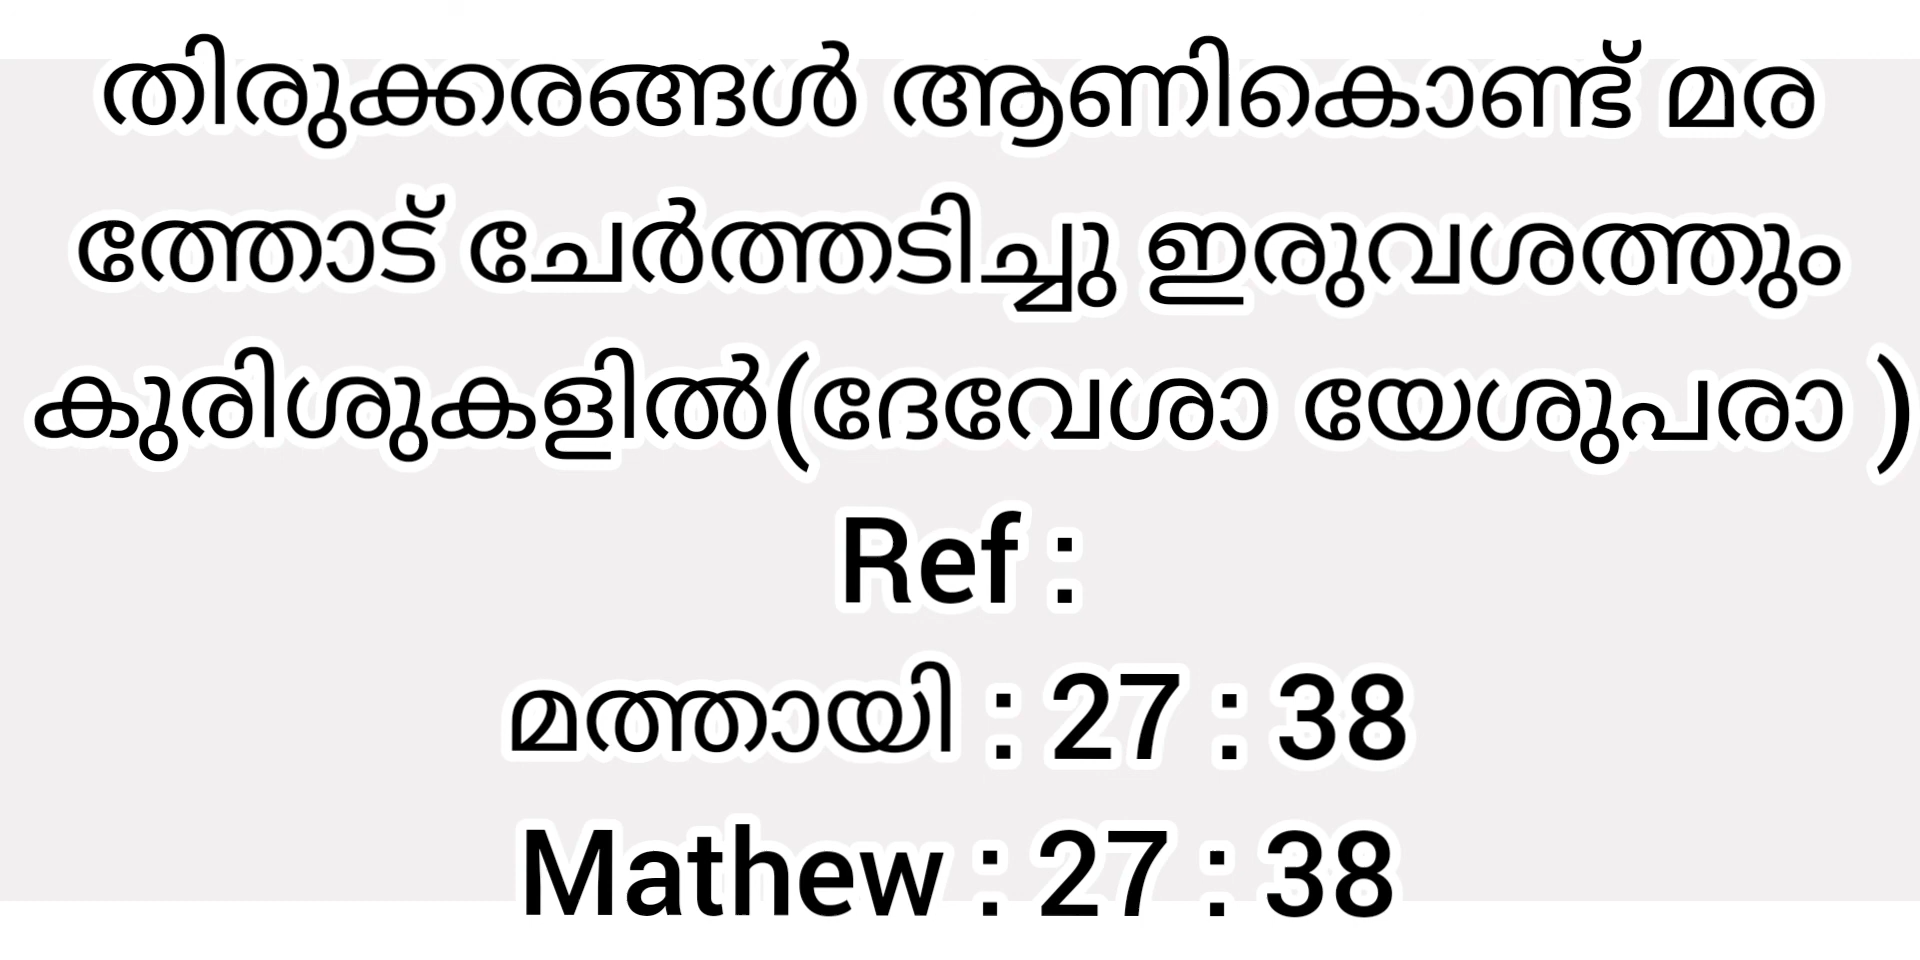 തിരുക്കരങ്ങൾ ആണികൊണ്ട് മര
ത്തോട് ചേർത്തടിച്ചു ഇരുവശത്തും
കുരിശുകളിൽ(ദേവേശാ യേശുപരാ )
Ref :
മത്തായി : 27 : 38
Mathew : 27 : 38